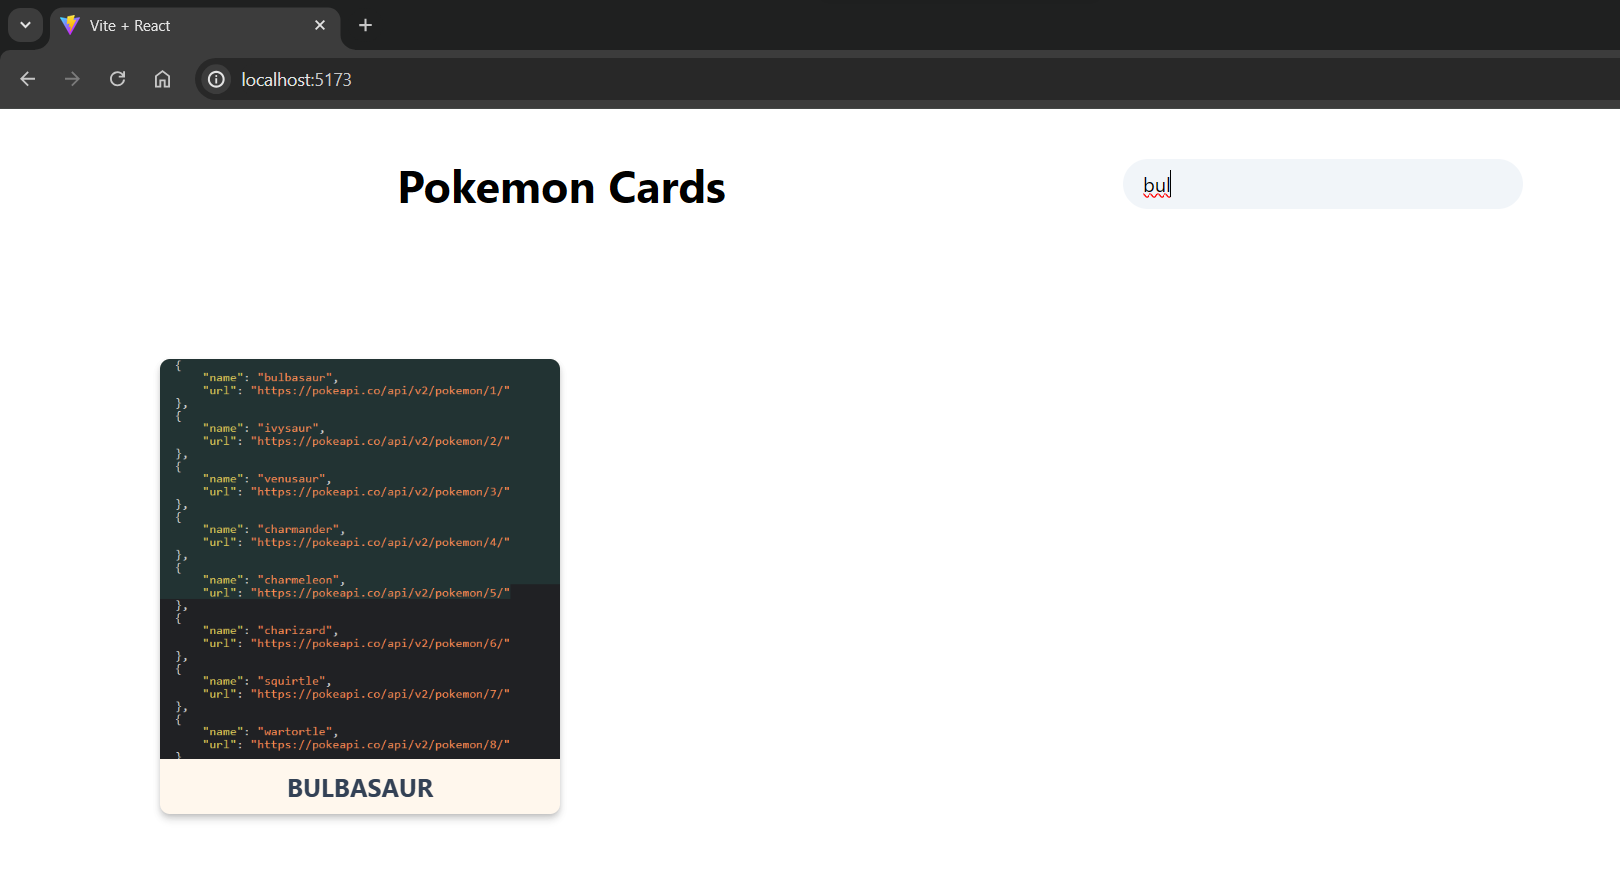 Vite + React
localhost:5173
Pokemon Cards
bul
{
"name": "bulbasaur",
"url": "https://pokeapi.co/api/v2/pokemon/1/"
},
{
"name": "ivysaur",
"url": "https://pokeapi.co/api/v2/pokemon/2/"
},
{
"name": "venusaur",
"url": "https://pokeapi.co/api/v2/pokemon/3/"
},
{
"name": "charmander",
"url": "https://pokeapi.co/api/v2/pokemon/4/"
},
{
"name": "charmeleon",
"url": "https://pokeapi.co/api/v2/pokemon/5/"
},
{
"name": "charizard",
"url": "https://pokeapi.co/api/v2/pokemon/6/"
},
{
"name": "squirtle",
"url": "https://pokeapi.co/api/v2/pokemon/7/"
},
{
"name": "wartortle",
"url": "https://pokeapi.co/api/v2/pokemon/8/"
}
BULBASAUR